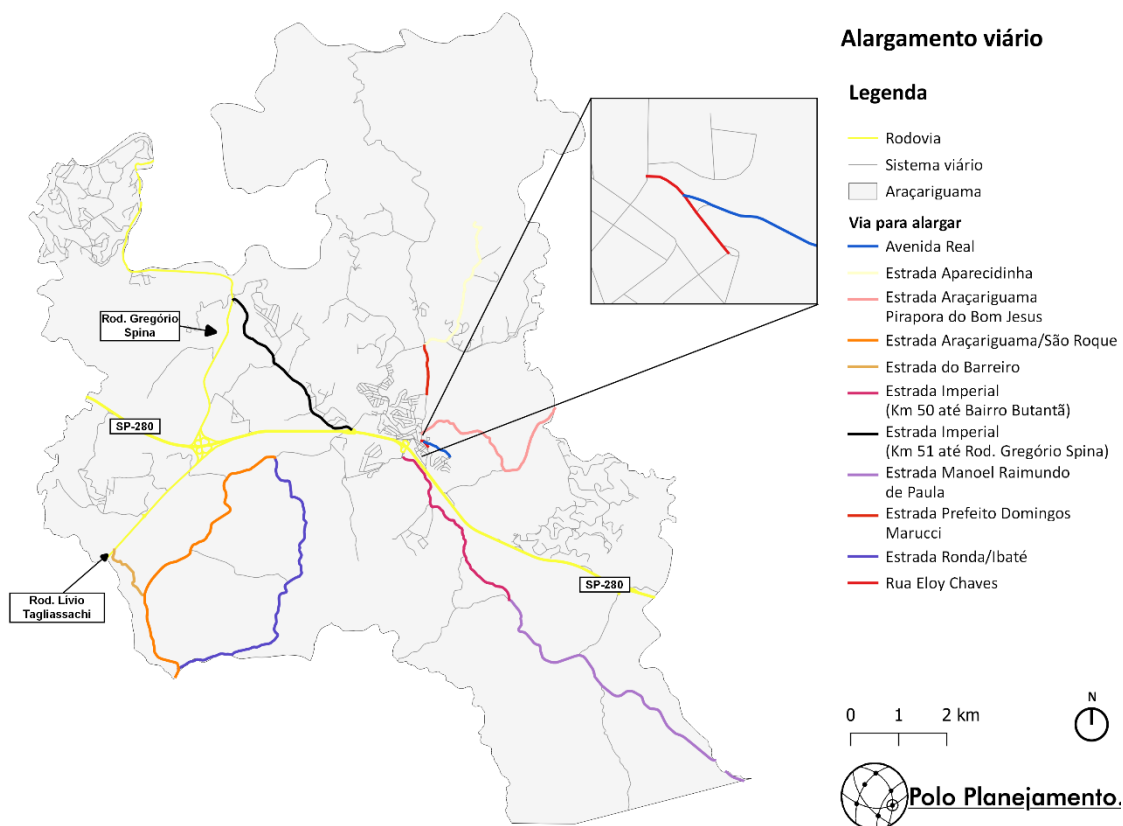 Alargamento viário
Legenda
Rodovia
Sistema viário
Araçariguama
Via para alargar
Avenida Real
Estrada Aparecidinha
Estrada Araçariguama
Pirapora do Bom Jesus
Estrada Araçariguama/São Roque
Estrada do Barreiro
Estrada Imperial
(Km 50 até Bairro Butantã)
Estrada Imperial
(Km 51 até Rod. Gregório Spina)
Estrada Manoel Raimundo
de Paula
Estrada Prefeito Domingos
Marucci
Estrada Ronda/Ibaté
Rua Eloy Chaves
Rod. Gregório
Spina
SP-280
SP-280
Rod. Lívio
Tagliassachi
0 1 2 km
N
Polo Planejamento.